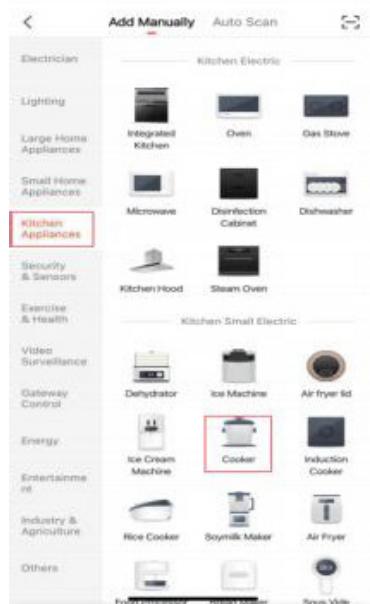 Add Manually Auto Scan
Electrician
Lighting
Large Home
Appliances
Small Home
Appliances
Kitchen
Appliances
Security
& Sensors
Exercise
& Health
Video
Surveillance
Gateway
Control
Energy
Entertainme
nt
Industry &
Agriculture
Others
Kitchen Electric
Integrated
Kitchen
Oven
Gas Stove
Microwave
Disinfection
Cabinet
Dishwasher
Kitchen Hood
Steam Oven
Kitchen Small Electric
Dehydrator
Ice Machine
Air fryer lid
Ice Cream
Machine
Cooker
Induction
Cooker
Rice Cooker
Soymilk Maker
Air Fryer
Sous Vide